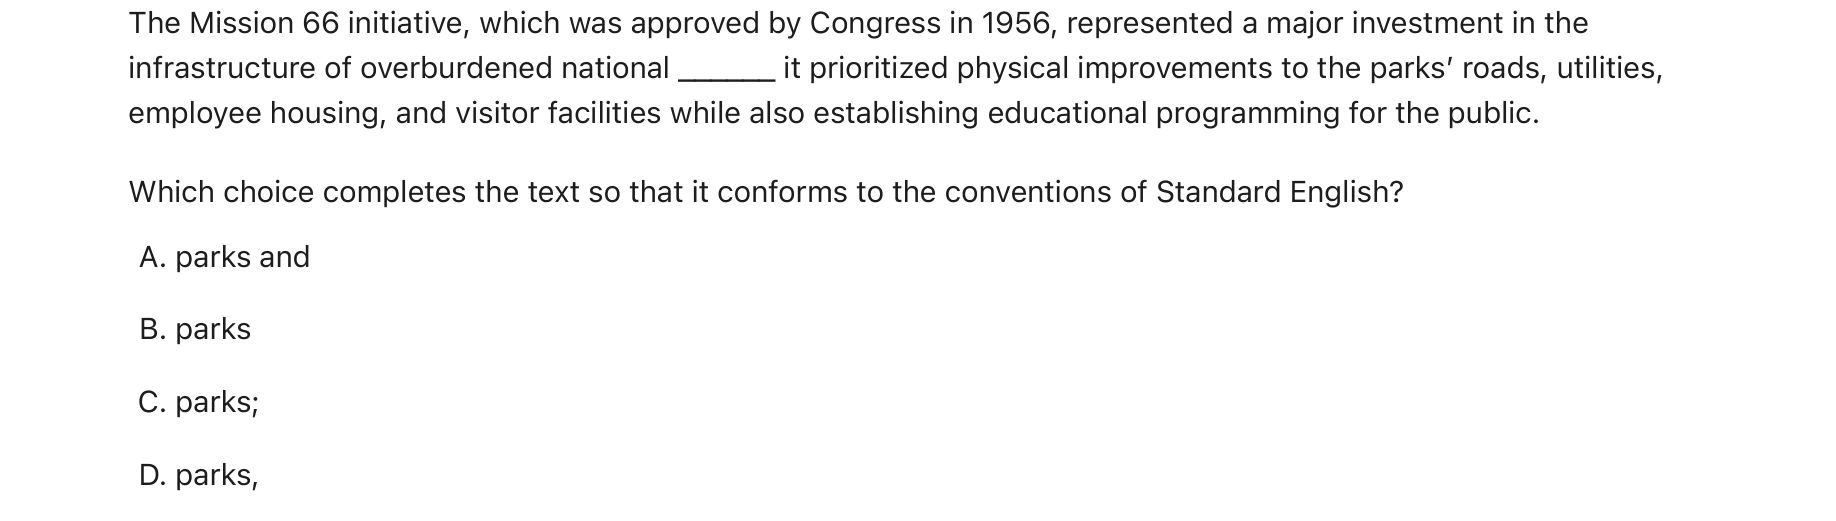 The Mission 66 initiative, which was approved by Congress in 1956, represented a major investment in the
infrastructure of overburdened national ______ it prioritized physical improvements to the parks’ roads, utilities,
employee housing, and visitor facilities while also establishing educational programming for the public.
Which choice completes the text so that it conforms to the conventions of Standard English?
A. parks and
B. parks
C. parks;
D. parks,